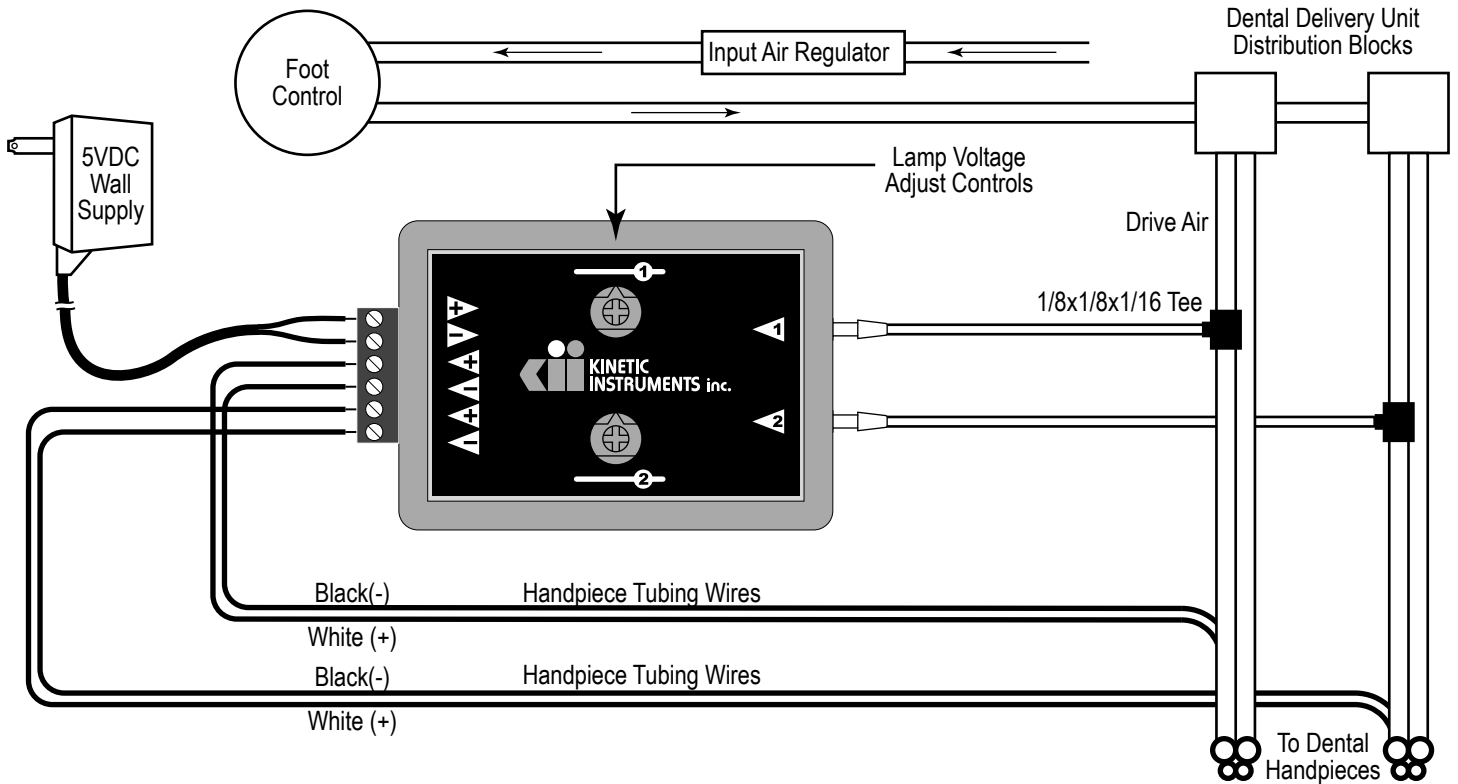 Dental Delivery Unit
Distribution Blocks
Input Air Regulator
Foot
Control
5VDC
Wall
Supply
Lamp Voltage
Adjust Controls
Drive Air
1/8x1/8x1/16 Tee
1
+
−
+
−
+
−
1
KINETIC
INSTRUMENTS inc.
2
2
Black(-) Handpiece Tubing Wires
White (+)
Black(-) Handpiece Tubing Wires
White (+)
To Dental
Handpieces